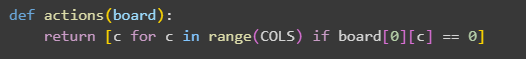 def actions(board):
    return [c for c in range(COLS) if board[0][c] == 0]